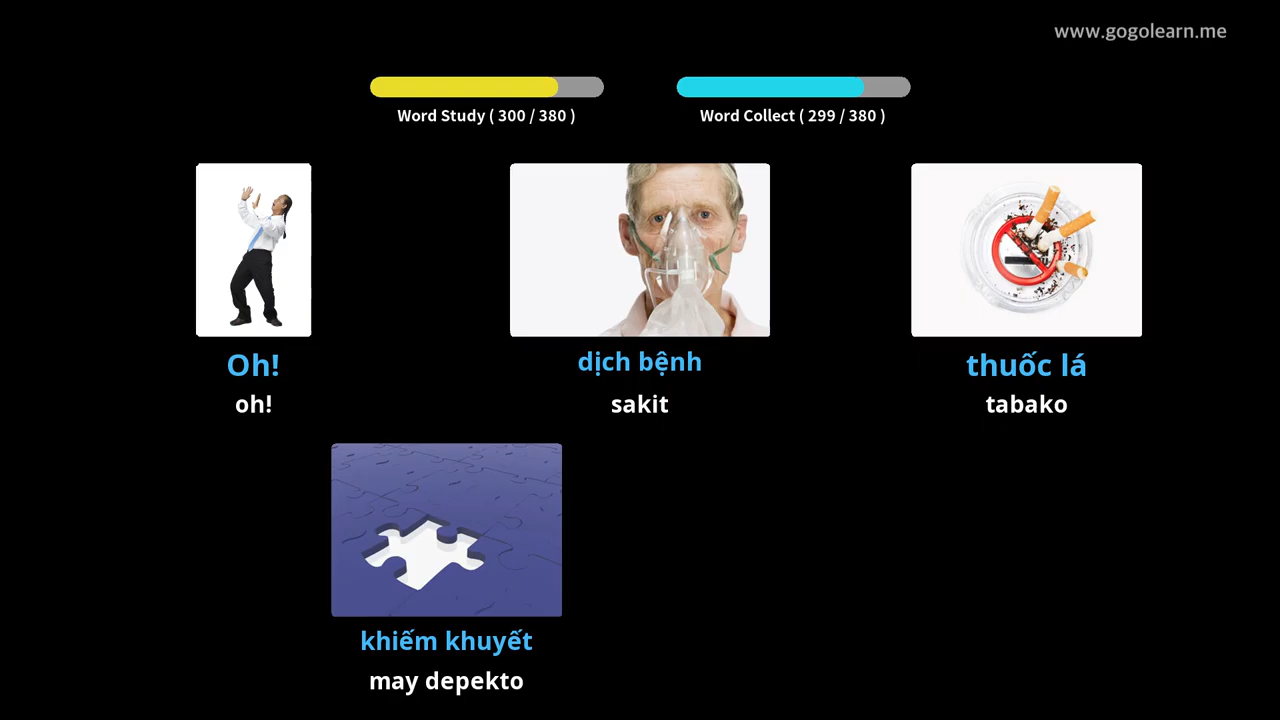 www.gogolearn.me
Word Study ( 300 / 380 )
Word Collect ( 299 / 380 )
Oh!
oh!
dịch bệnh
sakit
thuốc lá
tabako
khiếm khuyết
may depekto